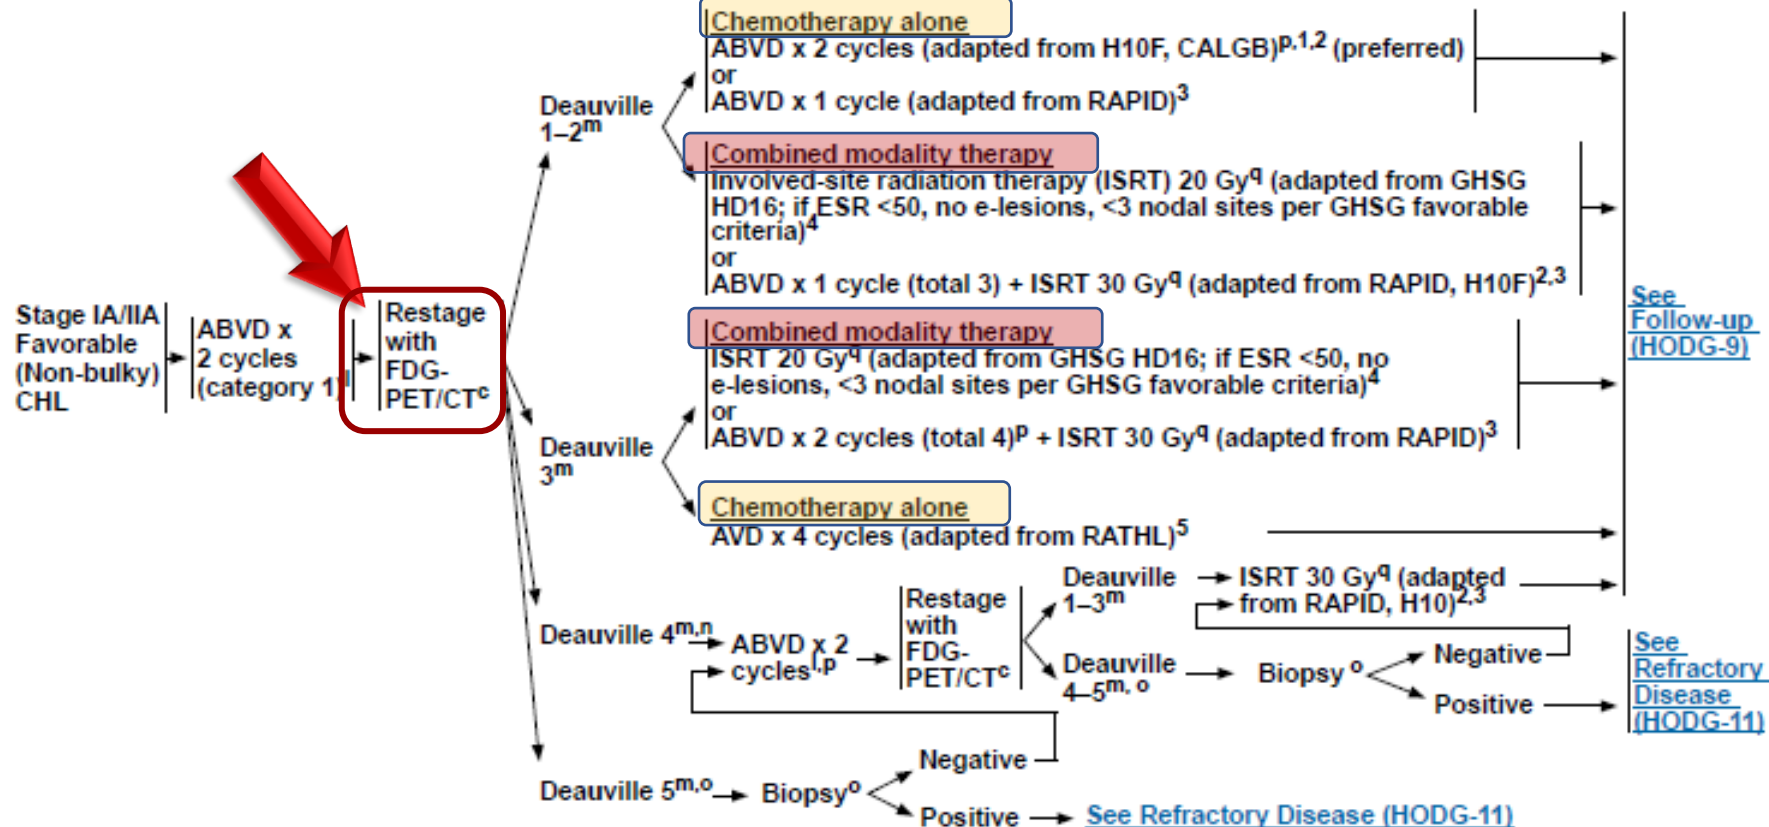 Stage IA/IIA
Favorable
(Non-bulky)
CHL
ABVD x
2 cycles
(category 1)l
Restage
with
FDG-
PET/CTc
Deauville
1–2m
Chemotherapy alone
ABVD x 2 cycles (adapted from H10F, CALGB)p,1,2 (preferred)
or
ABVD x 1 cycle (adapted from RAPID)3
Combined modality therapy
Involved-site radiation therapy (ISRT) 20 Gyq (adapted from GHSG
HD16; if ESR <50, no e-lesions, <3 nodal sites per GHSG favorable
criteria)4
or
ABVD x 1 cycle (total 3) + ISRT 30 Gyq (adapted from RAPID, H10F)2,3
Deauville
3m
Combined modality therapy
ISRT 20 Gyq (adapted from GHSG HD16; if ESR <50, no
e-lesions, <3 nodal sites per GHSG favorable criteria)4
or
ABVD x 2 cycles (total 4)p + ISRT 30 Gyq (adapted from RAPID)3
Chemotherapy alone
AVD x 4 cycles (adapted from RATHL)5
See
Follow-up
(HODG-9)
Deauville 4m,n
ABVD x 2
cyclesl,p
Restage
with
FDG-
PET/CTc
Deauville
1–3m
ISRT 30 Gyq (adapted
from RAPID, H10)2,3
Deauville
4–5m, o
Biopsy o
Negative
Positive
See
Refractory
Disease
(HODG-11)
Deauville 5m,o
Biopsyo
Negative
Positive
See Refractory Disease (HODG-11)